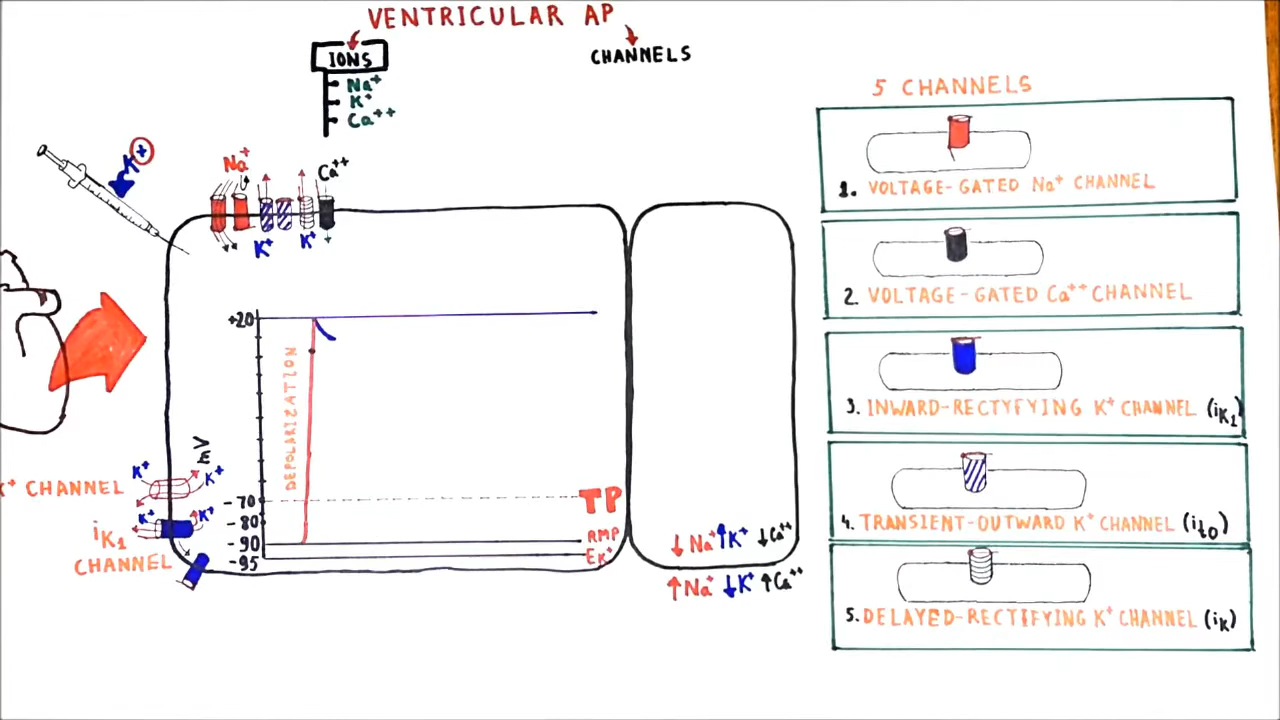 VENTRICULAR AP
IONS
CHANNELS
Na⁺
K⁺
Ca⁺⁺
5 CHANNELS
1. VOLTAGE-GATED Na⁺ CHANNEL
2. VOLTAGE-GATED Ca⁺⁺ CHANNEL
3. INWARD-RECTYFYING K⁺ CHANNEL (iK₁)
4. TRANSIENT-OUTWARD K⁺ CHANNEL (ito)
5. DELAYED-RECTIFYING K⁺ CHANNEL (iK)
K⁺
Na⁺
Ca⁺⁺
K⁺
K⁺
+20
DEPOLARIZATION
mV
-70
TP
-80
-90
RMP
-95
EK⁺
K⁺
K⁺
K⁺ CHANNEL
K⁺
K⁺
iK₁
CHANNEL
↓Na⁺ ↑K⁺ ↓Ca⁺⁺
↑Na⁺ ↓K⁺ ↑Ca⁺⁺